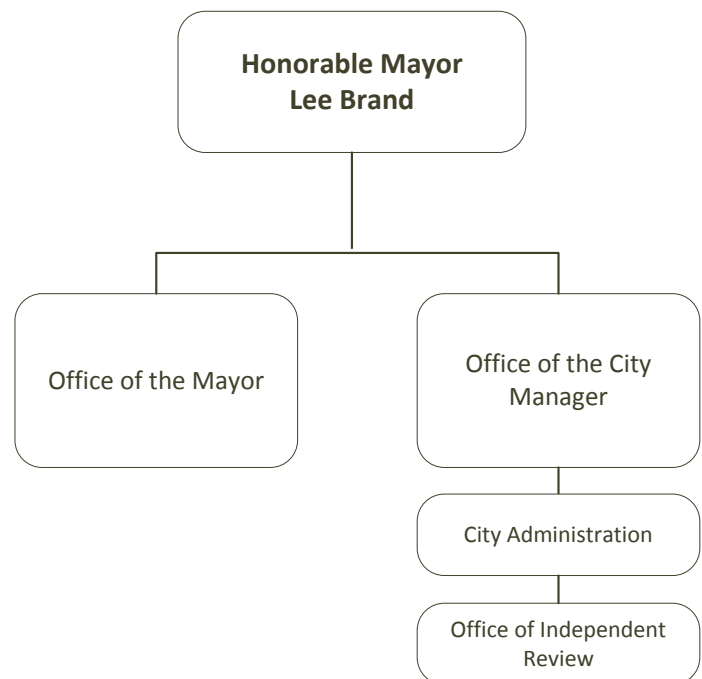 Honorable Mayor
Lee Brand
Office of the Mayor
Office of the City
Manager
City Administration
Office of Independent
Review